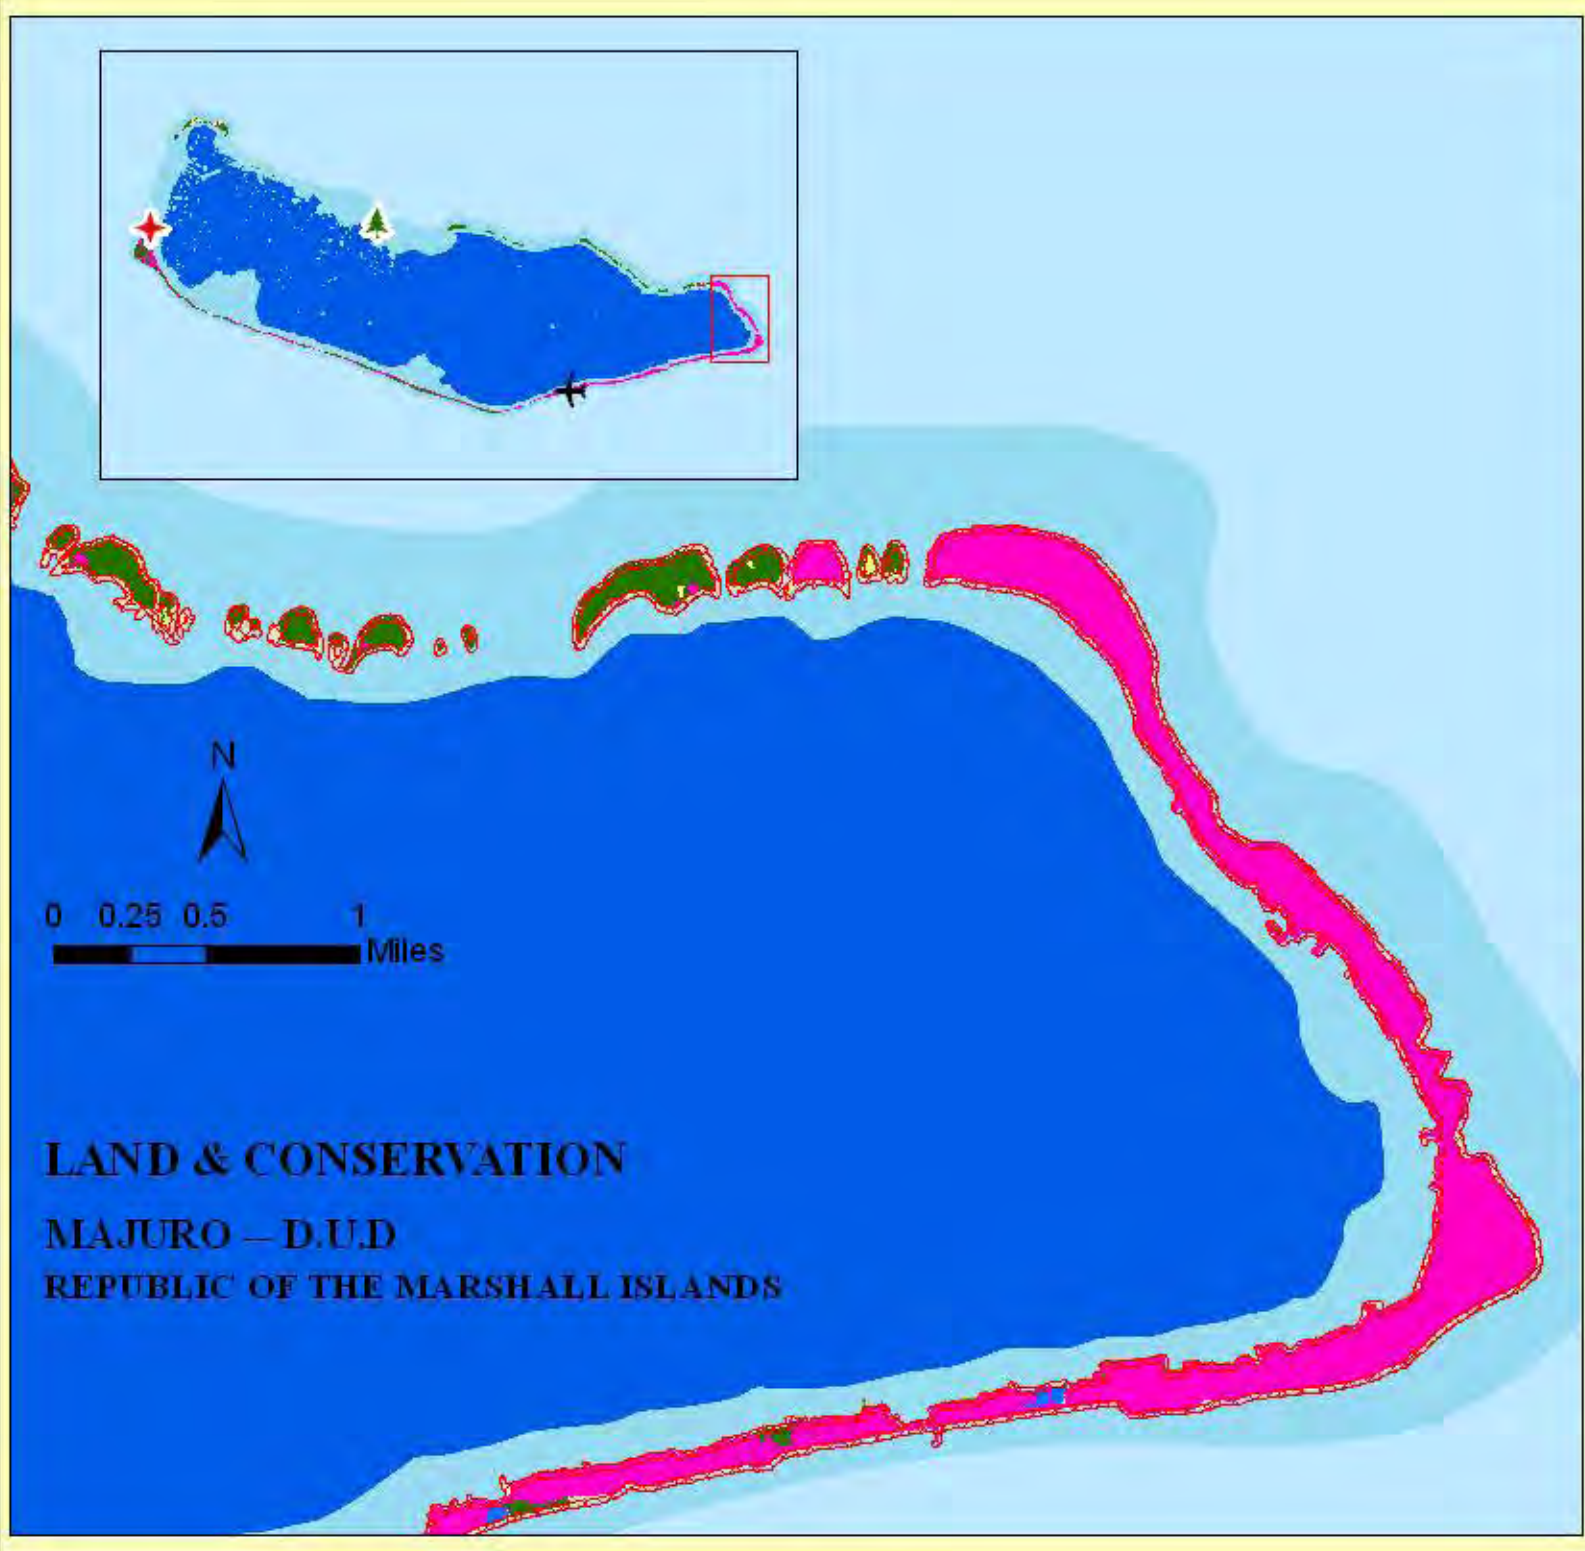 N
0 0.25 0.5 1
Miles
LAND & CONSERVATION
MAJURO – D.U.D
REPUBLIC OF THE MARSHALL ISLANDS